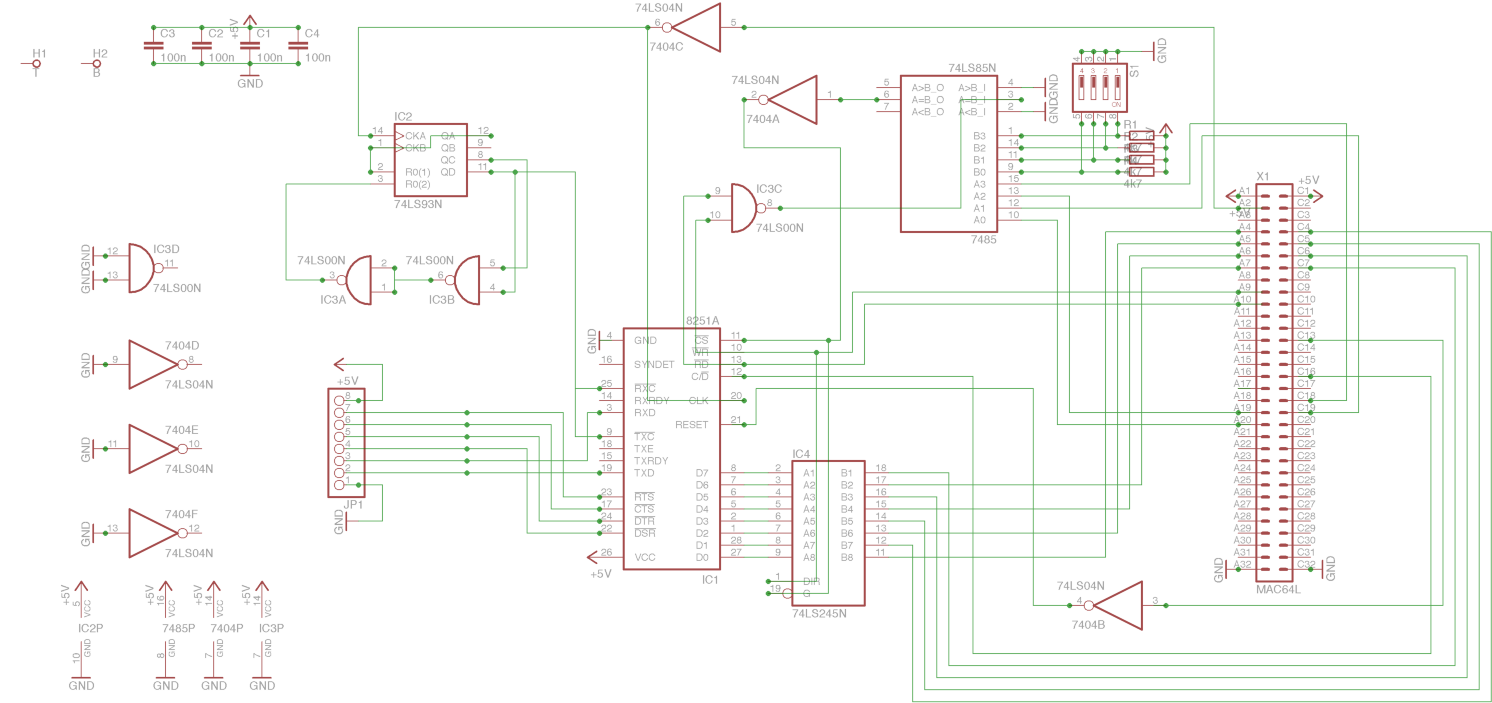 H1
T
H2
B
C3
C2
+5V
C1
C4
100n
100n
100n
100n
GND
74LS04N
6
5
7404C
74LS04N
2
1
7404A
74LS85N
5
A>B_O
A>B_I
4
GND
6
A=B_O
A=B_I
3
7
A<B_O
A<B_I
2
GND
B3
1
B2
14
B1
11
B0
9
A3
15
A2
13
A1
12
A0
10
7485
GND
S1
4
3
2
1
4
3
2
1
ON
5
6
7
8
R1
4k7
IC2
14
CKA
QA
12
1
CKB
QB
9
QC
8
2
R0(1)
QD
11
3
R0(2)
74LS93N
9
IC3C
8
10
74LS00N
GND
12
IC3D
11
GND
13
74LS00N
74LS00N
3
2
1
IC3A
74LS00N
6
5
4
IC3B
7404D
GND
9
8
74LS04N
7404E
GND
11
10
74LS04N
7404F
GND
13
12
74LS04N
+5V
8
7
6
5
4
3
2
1
JP1
GND
8251A
GND
4
GND
CS
11
WR
10
16
SYNDET
RD
13
C/D
12
25
RXC
14
RXRDY
CLK
20
3
RXD
RESET
21
9
TXC
18
TXE
15
TXRDY
19
TXD
D7
8
D6
7
23
RTS
D5
6
17
CTS
D4
5
24
DTR
D3
2
22
DSR
D2
1
D1
28
26
VCC
D0
27
+5V
IC1
IC4
2
A1
B1
18
3
A2
B2
17
4
A3
B3
16
5
A4
B4
15
6
A5
B5
14
7
A6
B6
13
8
A7
B7
12
9
A8
B8
11
1
DIR
19
G
74LS245N
74LS04N
4
3
7404B
X1
+5V
A1
C1
A2
C2
+5V
C3
A4
C4
A5
C5
A6
C6
A7
C7
A8
C8
A9
C9
A10
C10
A11
C11
A12
C12
A13
C13
A14
C14
A15
C15
A16
C16
A17
C17
A18
C18
A19
C19
A20
C20
A21
C21
A22
C22
A23
C23
A24
C24
A25
C25
A26
C26
A27
C27
A28
C28
A29
C29
A30
C30
A31
C31
GND
A32
C32
GND
MAC64L
+5V
5
VCC
IC2P
10
GND
GND
+5V
16
VCC
7485P
8
GND
GND
+5V
14
VCC
7404P
7
GND
GND
+5V
14
VCC
IC3P
7
GND
GND